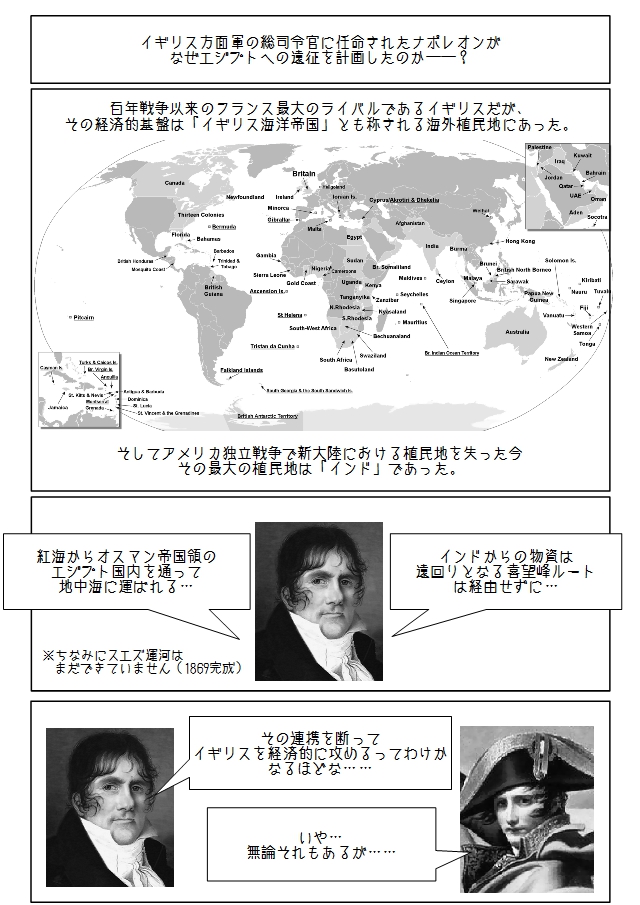 イギリス方面軍の総司令官に任命されたナポレオンが
なぜエジプトへの遠征を計画したのか――？
百年戦争以来のフランス最大のライバルであるイギリスだが、
その経済的基盤は「イギリス海洋帝国」とも称される海外植民地にあった。
Palestine
Iraq
Kuwait
Jordan
Bahrain
Qatar
UAE
Oman
Aden
Socotra
Canada
Britain
Heligoland
Newfoundland
Ireland
Ionian Is.
Minorca
Cyprus/Akrotiri & Dhekelia
Thirteen Colonies
Gibraltar
Weihai
Bermuda
Malta
Afghanistan
Florida
Egypt
Bahamas
India
Burma
Hong Kong
Barbados
British Honduras
Trinidad & Tobago
Mosquito Coast
Gambia
Sudan
Nigeria
Cameroons
Br. Somaliland
Sierra Leone
Gold Coast
Uganda
Kenya
Maldives
Ceylon
Malaya
Brunei
British North Borneo
Sarawak
Singapore
Solomon Is.
Kiribati
Nauru
Tuvalu
Papua New Guinea
British Guiana
Ascension Is.
Tanganyika
Zanzibar
Seychelles
N.Rhodesia
Nyasaland
S.Rhodesia
Mauritius
Fiji
Vanuatu
Western Samoa
Tonga
Pitcairn
St Helena
South-West Africa
Bechuanaland
Australia
Tristan da Cunha
Swaziland
South Africa
Basutoland
Br. Indian Ocean Territory
New Zealand
Cayman Is.
Turks & Caicos Is.
Br. Virgin Is.
Anguilla
Antigua & Barbuda
St. Kitts & Nevis
Montserrat
Dominica
Jamaica
Grenada
St. Lucia
St. Vincent & the Grenadines
Falkland Islands
South Georgia & the South Sandwich Is.
British Antarctic Territory
そしてアメリカ独立戦争で新大陸における植民地を失った今
その最大の植民地は「インド」であった。
インドからの物資は
遠回りとなる喜望峰ルート
は経由せずに…
紅海からオスマン帝国領の
エジプト国内を通って
地中海に運ばれる…
※ちなみにスエズ運河は
まだできていません（1869完成）
その連携を断って
イギリスを経済的に攻めるってわけか
なるほどな……
いや…
無論それもあるが……